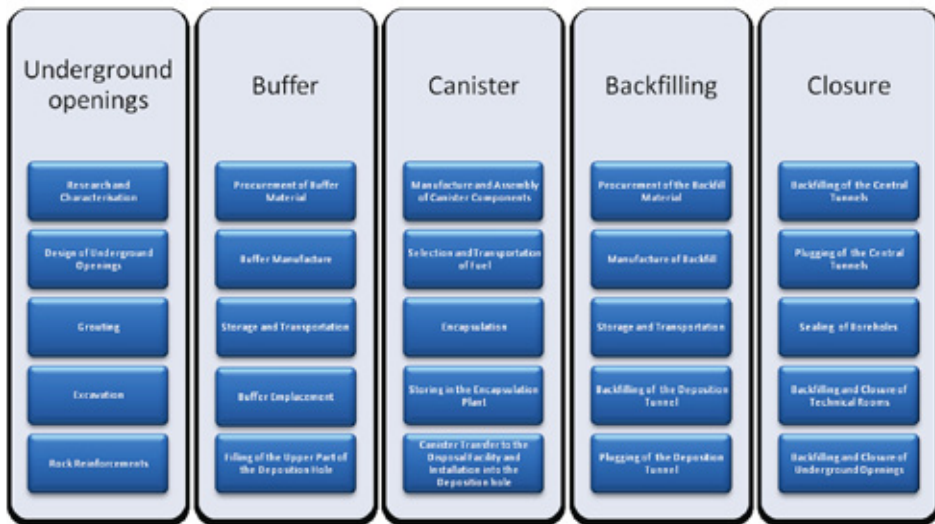 Underground
openings
Research and
Characterisation
Design of Underground
Openings
Grouting
Excavation
Rock Reinforcements
Buffer
Procurement of Buffer
Material
Buffer Manufacture
Storage and Transportation
Buffer Emplacement
Filling of the Upper Part of
the Deposition Hole
Canister
Manufacture and Assembly
of Canister Components
Selection and Transportation
of Fuel
Encapsulation
Storing in the Encapsulation
Plant
Canister Transfer to the
Disposal Facility and
Installation into the
Deposition hole
Backfilling
Procurement of the Backfill
Material
Manufacture of Backfill
Storage and Transportation
Backfilling of the Deposition
Tunnel
Plugging of the Deposition
Tunnel
Closure
Backfilling of the Central
Tunnels
Plugging of the Central
Tunnels
Sealing of Boreholes
Backfilling and Closure of
Technical Rooms
Backfilling and Closure of
Underground Openings